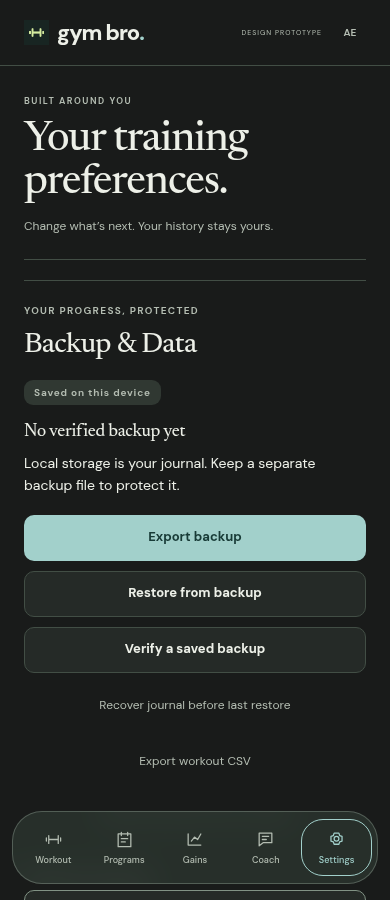 gym bro.
DESIGN PROTOTYPE
AE
BUILT AROUND YOU
Your training
preferences.
Change what's next. Your history stays yours.
YOUR PROGRESS, PROTECTED
Backup & Data
Saved on this device
No verified backup yet
Local storage is your journal. Keep a separate
backup file to protect it.
Export backup
Restore from backup
Verify a saved backup
Recover journal before last restore
Export workout CSV
Workout
Programs
Gains
Coach
Settings